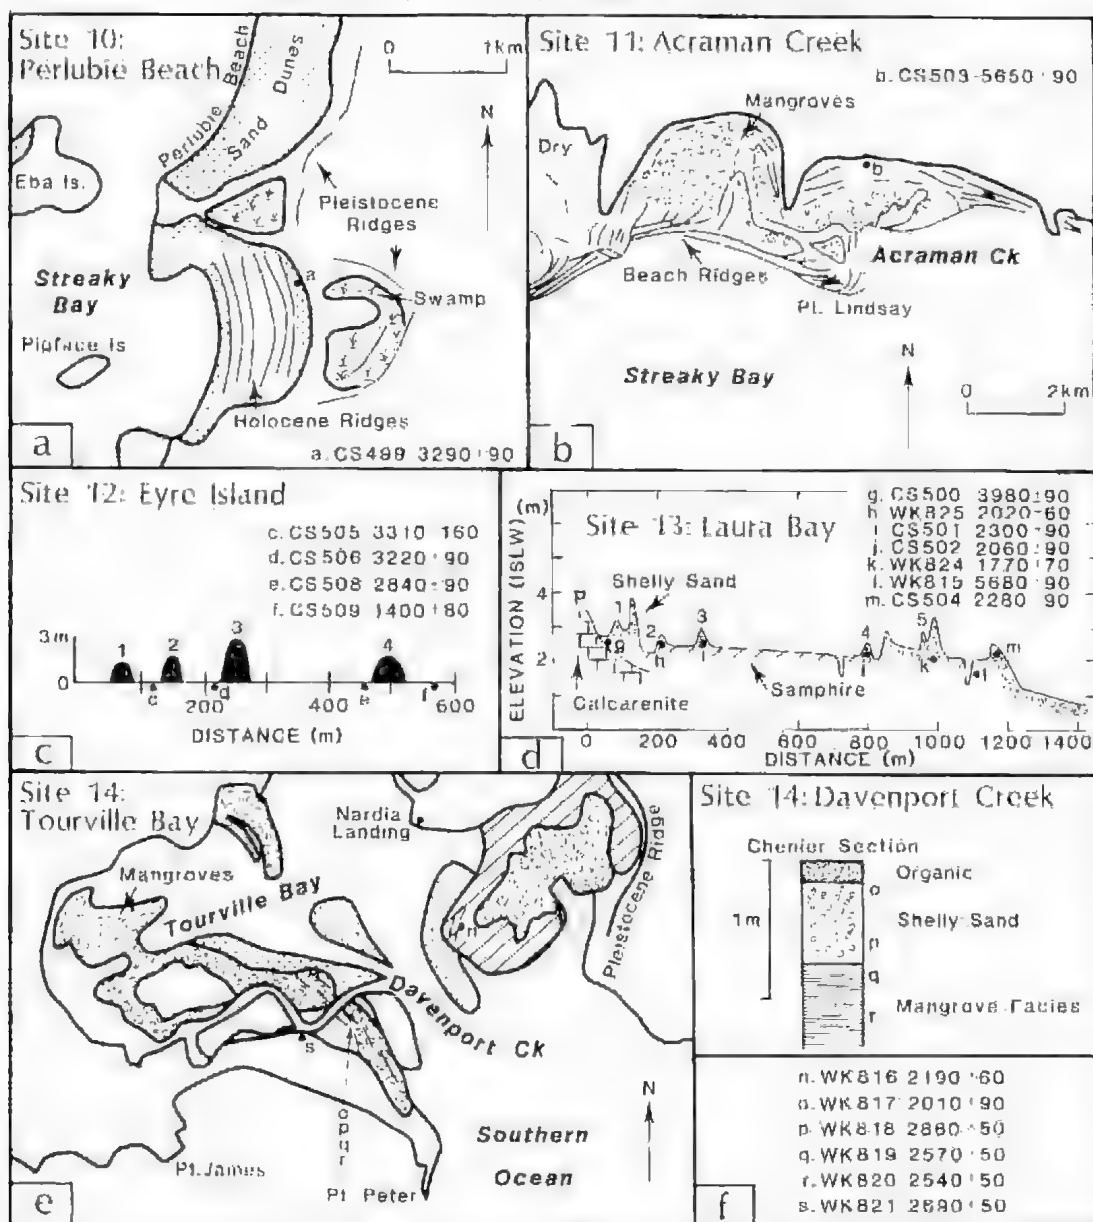 Site 10:
Perlubie Beach
0 1km
Perlubie Beach
Sand Dunes
N
Eba Is.
Pleistocene
Ridges
a
Swamp
Streaky
Bay
Pigface Is
Holocene Ridges
a
a. CS499 3290±90
Site 11: Acraman Creek
b. CS503 5650±90
Mangroves
Dry
b
Acraman Ck
Beach Ridges
Pt. Lindsay
N
Streaky Bay
0 2km
b
Site 12: Eyre Island
c. CS505 3310 160
d. CS506 3220±90
e. CS508 2840±90
f. CS509 1400±80
3m
0
1 2 3 4
c d e f
200 400 600
DISTANCE (m)
c
Site 13: Laura Bay
g. CS500 3980±90
h WK825 2020±60
i CS501 2300±90
j. CS502 2060±90
k. WK824 1770±70
l. WK815 5680±90
m. CS504 2280 90
ELEVATION (ISLW)
(m)
4
2
Shelly Sand
P
1 2 3 4 5
g h i j k l m
Samphire
Calcarenite
0 200 400 600 800 1000 1200 1400
DISTANCE (m)
d
Site 14:
Tourville Bay
Nardia
Landing
Mangroves
Tourville Bay
n
Pleistocene Ridge
Davenport Ck
s
opqr
N
Southern
Ocean
Pt. James
Pt Peter
e
Site 14: Davenport Creek
Chenier Section
Organic
o
1m
Shelly Sand
p
q
Mangrove Facies
r
n. WK816 2190±60
o. WK817 2010±90
p. WK818 2860±50
q. WK819 2570±50
r. WK820 2540±50
s. WK821 2690±50
f